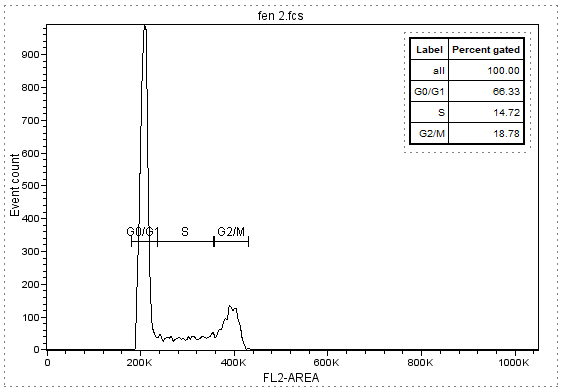 fen 2.fcs
Label Percent gated
all 100.00
G0/G1 66.33
S 14.72
G2/M 18.78
Event count
900
800
700
600
500
400
300
200
100
0
G0/G1 S G2/M
0 200K 400K 600K 800K 1000K
FL2-AREA